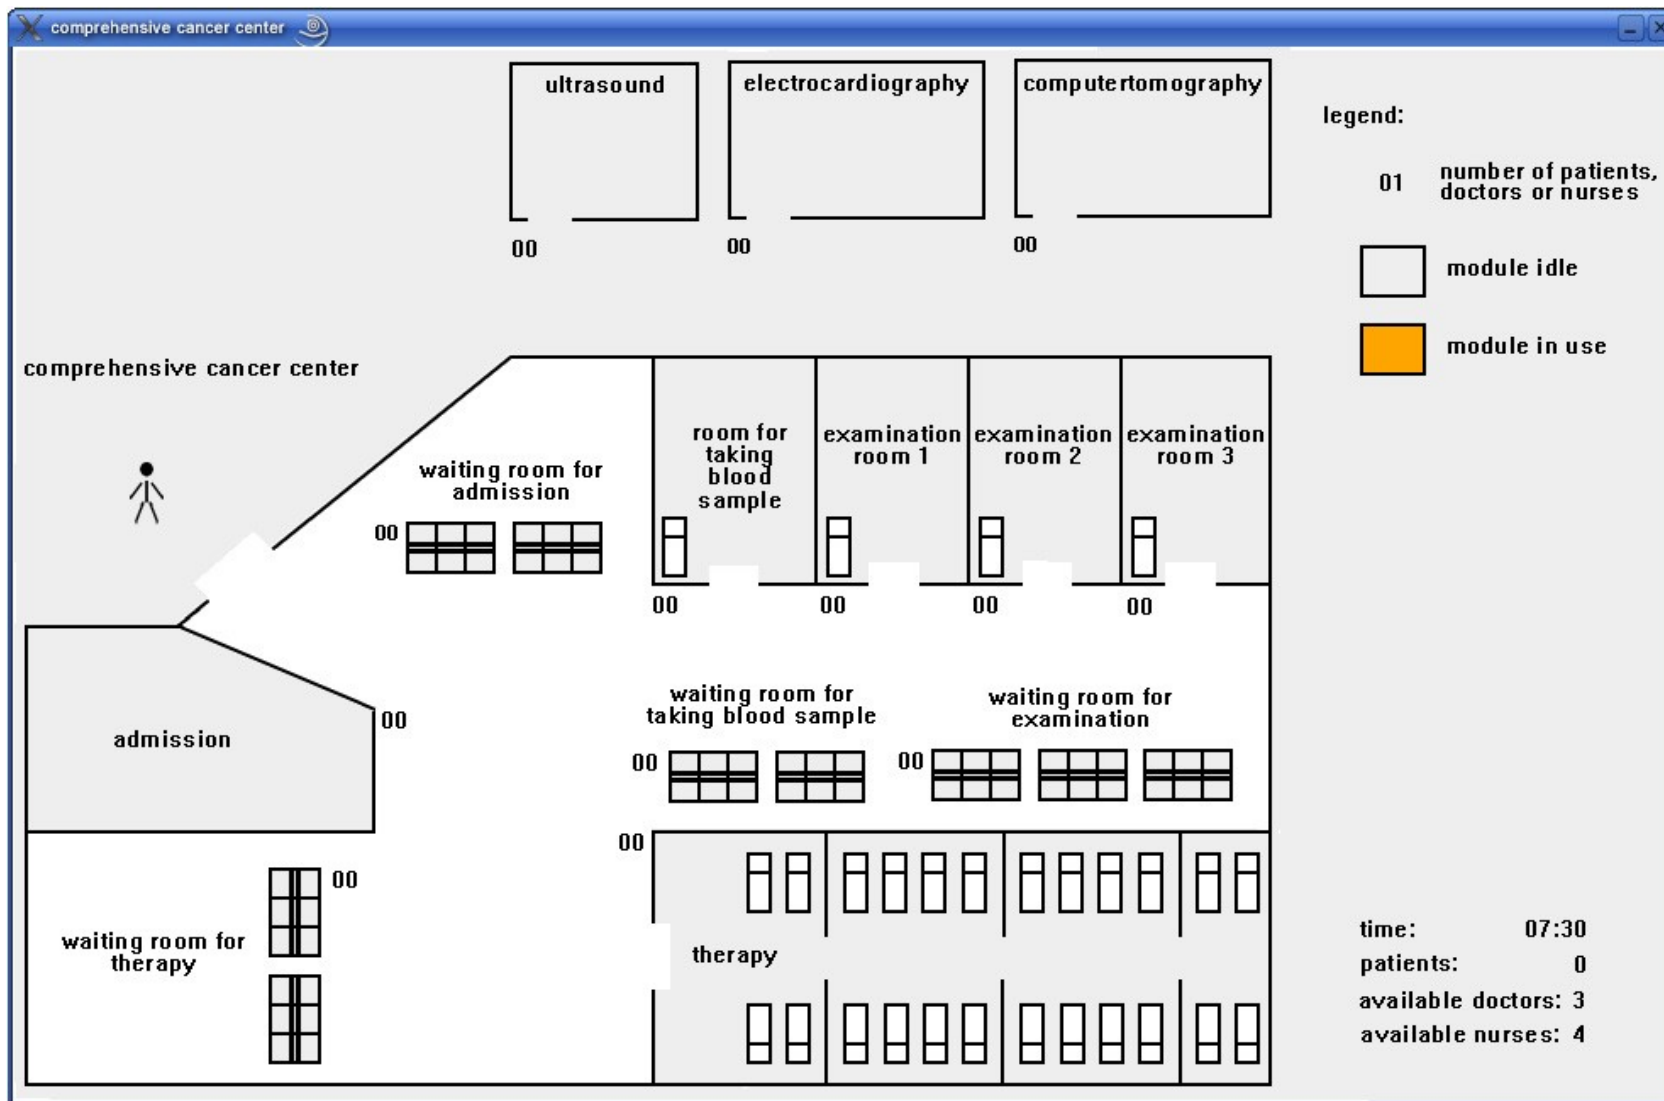 comprehensive cancer center
ultrasound
electrocardiography
computertomography
legend:
01
number of patients,
doctors or nurses
00
00
00
module idle
module in use
comprehensive cancer center
room for
taking
blood
sample
examination
room 1
examination
room 2
examination
room 3
waiting room for
admission
00
00
00
00
00
waiting room for
taking blood sample
waiting room for
examination
00
admission
00
00
00
00
waiting room for
therapy
therapy
time: 07:30
patients: 0
available doctors: 3
available nurses: 4